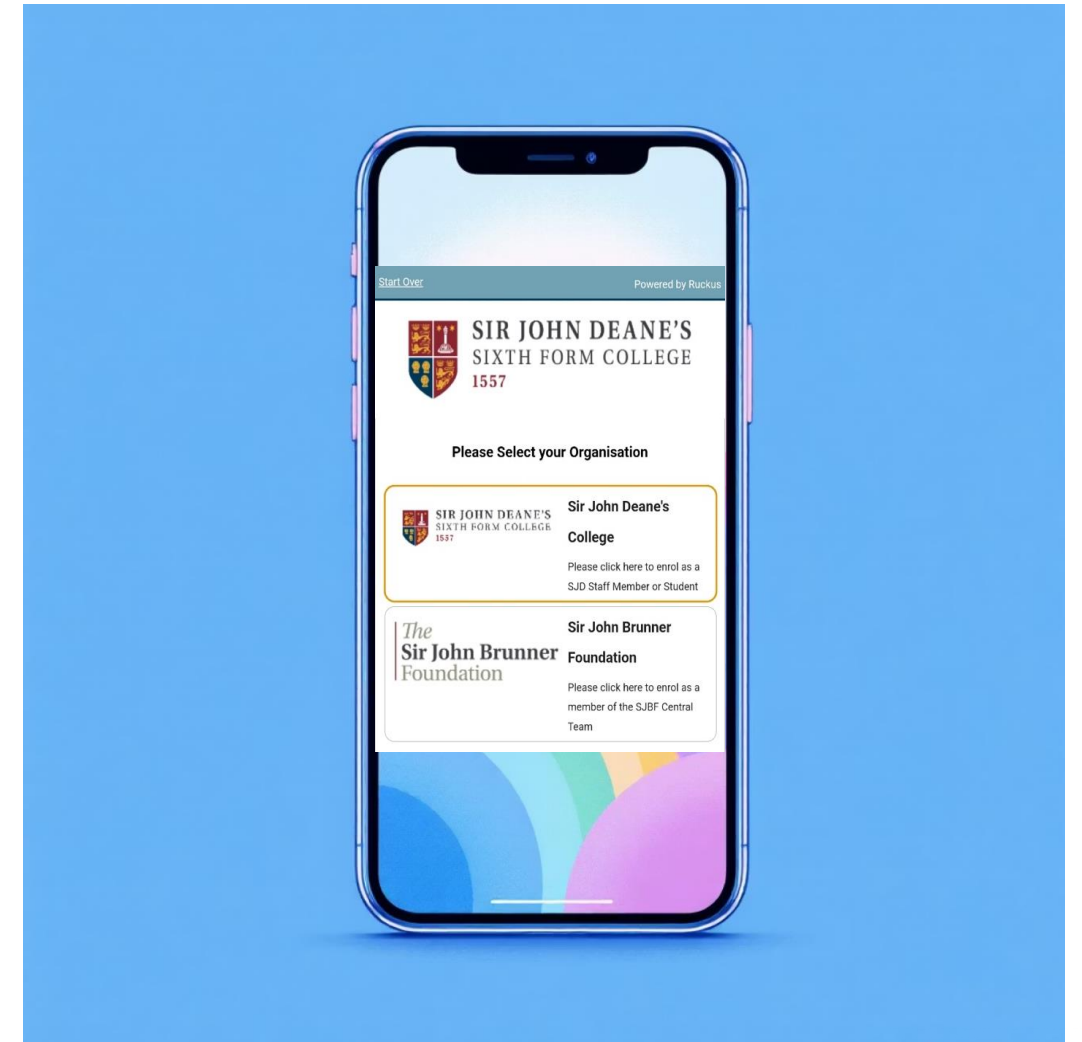 Start Over
Powered by Ruckus
SIR JOHN DEANE'S
SIXTH FORM COLLEGE
1557
Please Select your Organisation
SIR JOHN DEANE'S
SIXTH FORM COLLEGE
1557
Sir John Deane's
College
Please click here to enrol as a
SJD Staff Member or Student
The
Sir John Brunner
Foundation
Sir John Brunner
Foundation
Please click here to enrol as a
member of the SJBF Central
Team